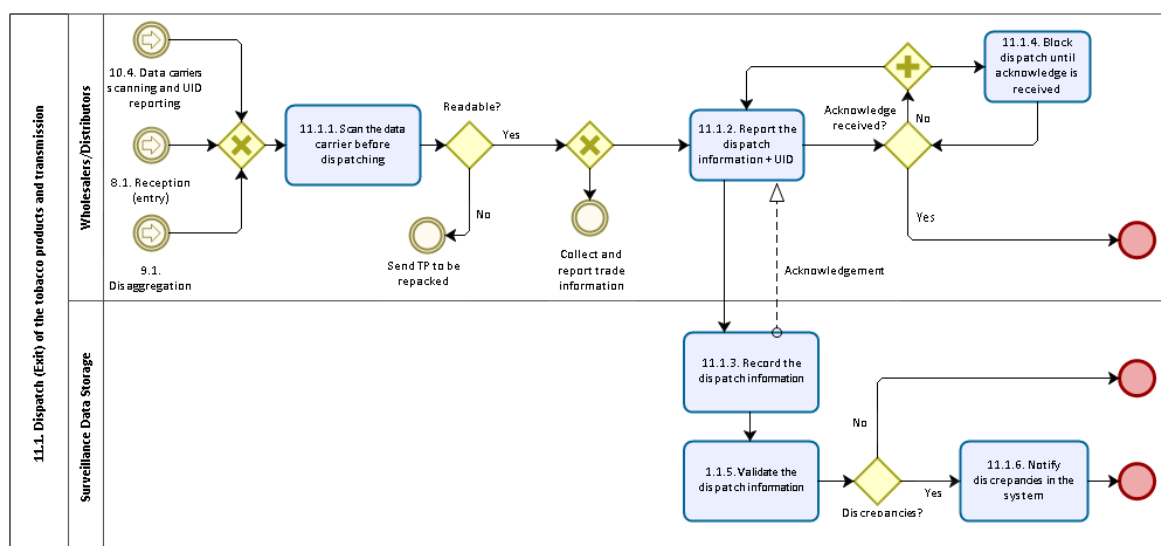 11.1. Dispatch (Exit) of the tobacco products and transmission
Wholesalers/Distributors
10.4. Data carriers
scanning and UID
reporting
8.1. Reception
(entry)
9.1.
Disaggregation
11.1.1. Scan the data
carrier before
dispatching
Readable?
Yes
No
Send TP to be
repacked
Collect and
report trade
information
11.1.2. Report the
dispatch
information + UID
Acknowledge
received?
No
Yes
11.1.4. Block
dispatch until
acknowledge is
received
Acknowledgement
Surveillance Data Storage
11.1.3. Record the
dispatch information
1.1.5. Validate the
dispatch information
No
Yes
Discrepancies?
11.1.6. Notify
discrepancies in the
system